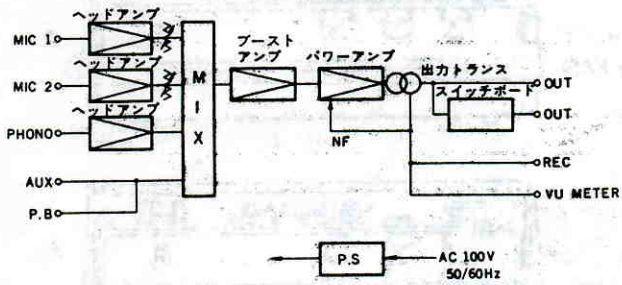 ヘッドアンプ
MIC 1
ヘッドアンプ
MIC 2
ヘッドアンプ
PHONO
AUX
P.B
M
I
X
ブースト
アンプ
パワーアンプ
NF
出力トランス
スイッチボード
OUT
OUT
REC
VU METER
P.S
AC 100V
50/60Hz